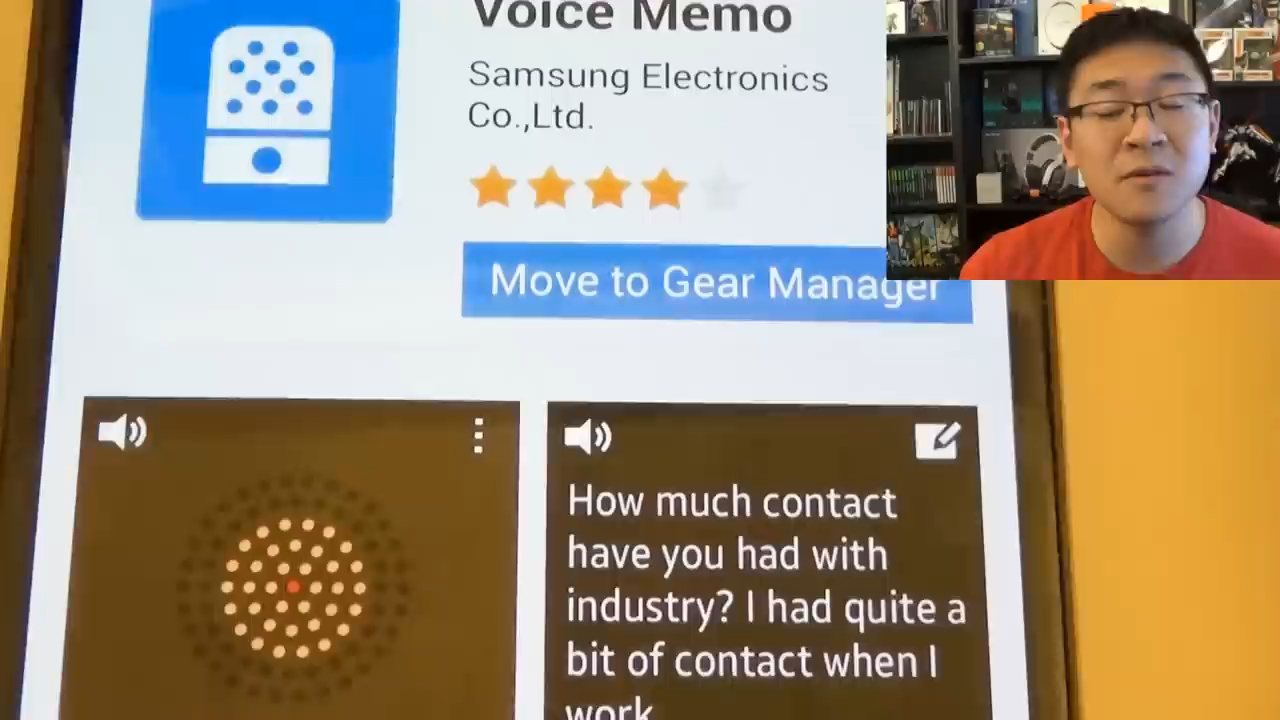 Voice Memo
Samsung Electronics
Co.,Ltd.
Move to Gear Manager
How much contact
have you had with
industry? I had quite a
bit of contact when I
work